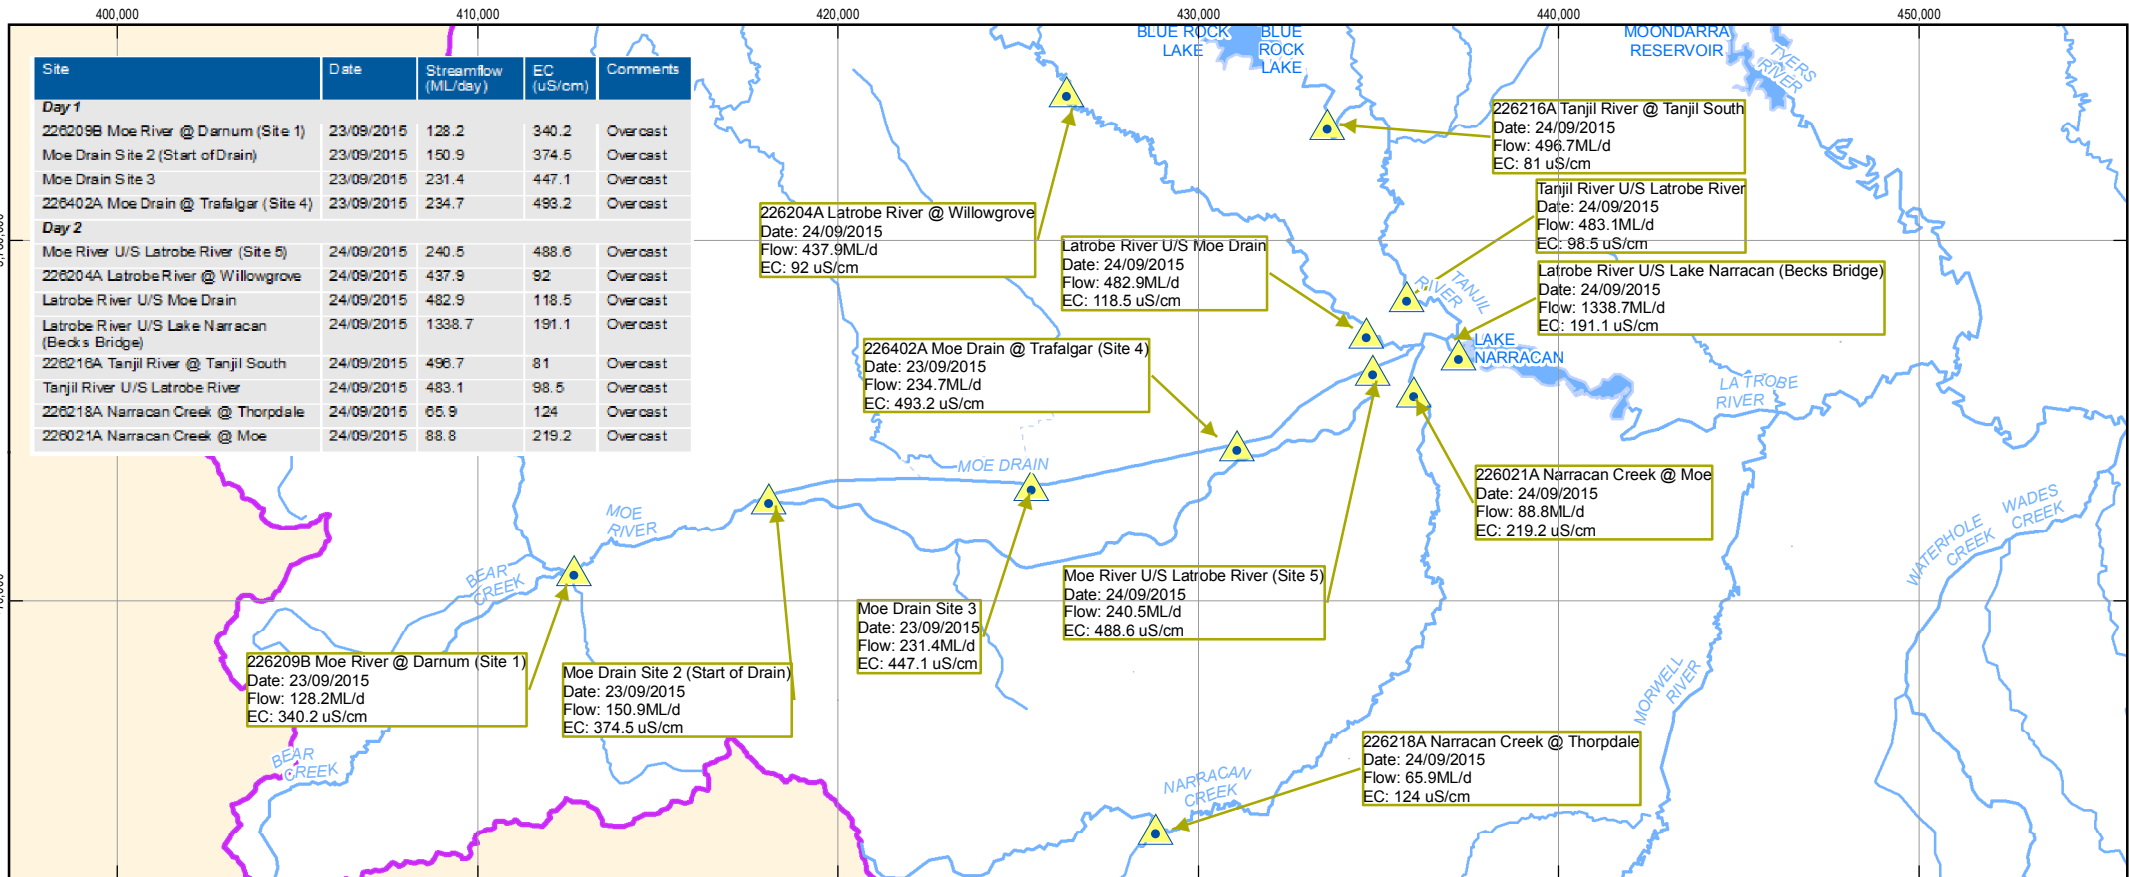 400,000
410,000
420,000
430,000
440,000
450,000
Site Date Streamflow (ML/day) EC (uS/cm) Comments
Day 1
226209B Moe River @ Darnum (Site 1) 23/09/2015 128.2 340.2 Overcast
Moe Drain Site 2 (Start of Drain) 23/09/2015 150.9 374.5 Overcast
Moe Drain Site 3 23/09/2015 231.4 447.1 Overcast
226402A Moe Drain @ Trafalgar (Site 4) 23/09/2015 234.7 493.2 Overcast
Day 2
Moe River U/S Latrobe River (Site 5) 24/09/2015 240.5 488.6 Overcast
226204A Latrobe River @ Willowgrove 24/09/2015 437.9 92 Overcast
Latrobe River U/S Moe Drain 24/09/2015 482.9 118.5 Overcast
Latrobe River U/S Lake Narracan 24/09/2015 1338.7 191.1 Overcast
(Becks Bridge)
226216A Tanjil River @ Tanjil South 24/09/2015 496.7 81 Overcast
Tanjil River U/S Latrobe River 24/09/2015 483.1 98.5 Overcast
226218A Narracan Creek @ Thorpdale 24/09/2015 65.9 124 Overcast
226021A Narracan Creek @ Moe 24/09/2015 88.8 219.2 Overcast
BLUE ROCK
LAKE
BLUE
ROCK
LAKE
MOONDARRA
RESERVOIR
TYERS
RIVER
226216A Tanjil River @ Tanjil South
Date: 24/09/2015
Flow: 496.7ML/d
EC: 81 uS/cm
Tanjil River U/S Latrobe River
Date: 24/09/2015
Flow: 483.1ML/d
EC: 98.5 uS/cm
226204A Latrobe River @ Willowgrove
Date: 24/09/2015
Flow: 437.9ML/d
EC: 92 uS/cm
Latrobe River U/S Moe Drain
Date: 24/09/2015
Flow: 482.9ML/d
EC: 118.5 uS/cm
Latrobe River U/S Lake Narracan (Becks Bridge)
Date: 24/09/2015
Flow: 1338.7ML/d
EC: 191.1 uS/cm
TANJIL
RIVER
LAKE
NARRACAN
226402A Moe Drain @ Trafalgar (Site 4)
Date: 23/09/2015
Flow: 234.7ML/d
EC: 493.2 uS/cm
LA TROBE
RIVER
MOE DRAIN
226021A Narracan Creek @ Moe
Date: 24/09/2015
Flow: 88.8ML/d
EC: 219.2 uS/cm
MOE
RIVER
WADES
CREEK
WATERHOLE
CREEK
BEAR
CREEK
Moe River U/S Latrobe River (Site 5)
Date: 24/09/2015
Flow: 240.5ML/d
EC: 488.6 uS/cm
Moe Drain Site 3
Date: 23/09/2015
Flow: 231.4ML/d
EC: 447.1 uS/cm
226209B Moe River @ Darnum (Site 1)
Date: 23/09/2015
Flow: 128.2ML/d
EC: 340.2 uS/cm
Moe Drain Site 2 (Start of Drain)
Date: 23/09/2015
Flow: 150.9ML/d
EC: 374.5 uS/cm
MORWELL
RIVER
BEAR
CREEK
226218A Narracan Creek @ Thorpdale
Date: 24/09/2015
Flow: 65.9ML/d
EC: 124 uS/cm
NARRACAN
CREEK